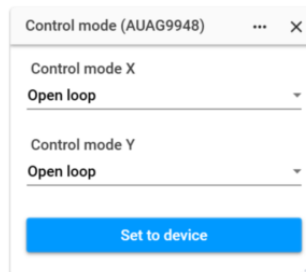 Control mode (AUAG9948)
Control mode X
Open loop
Control mode Y
Open loop
Set to device